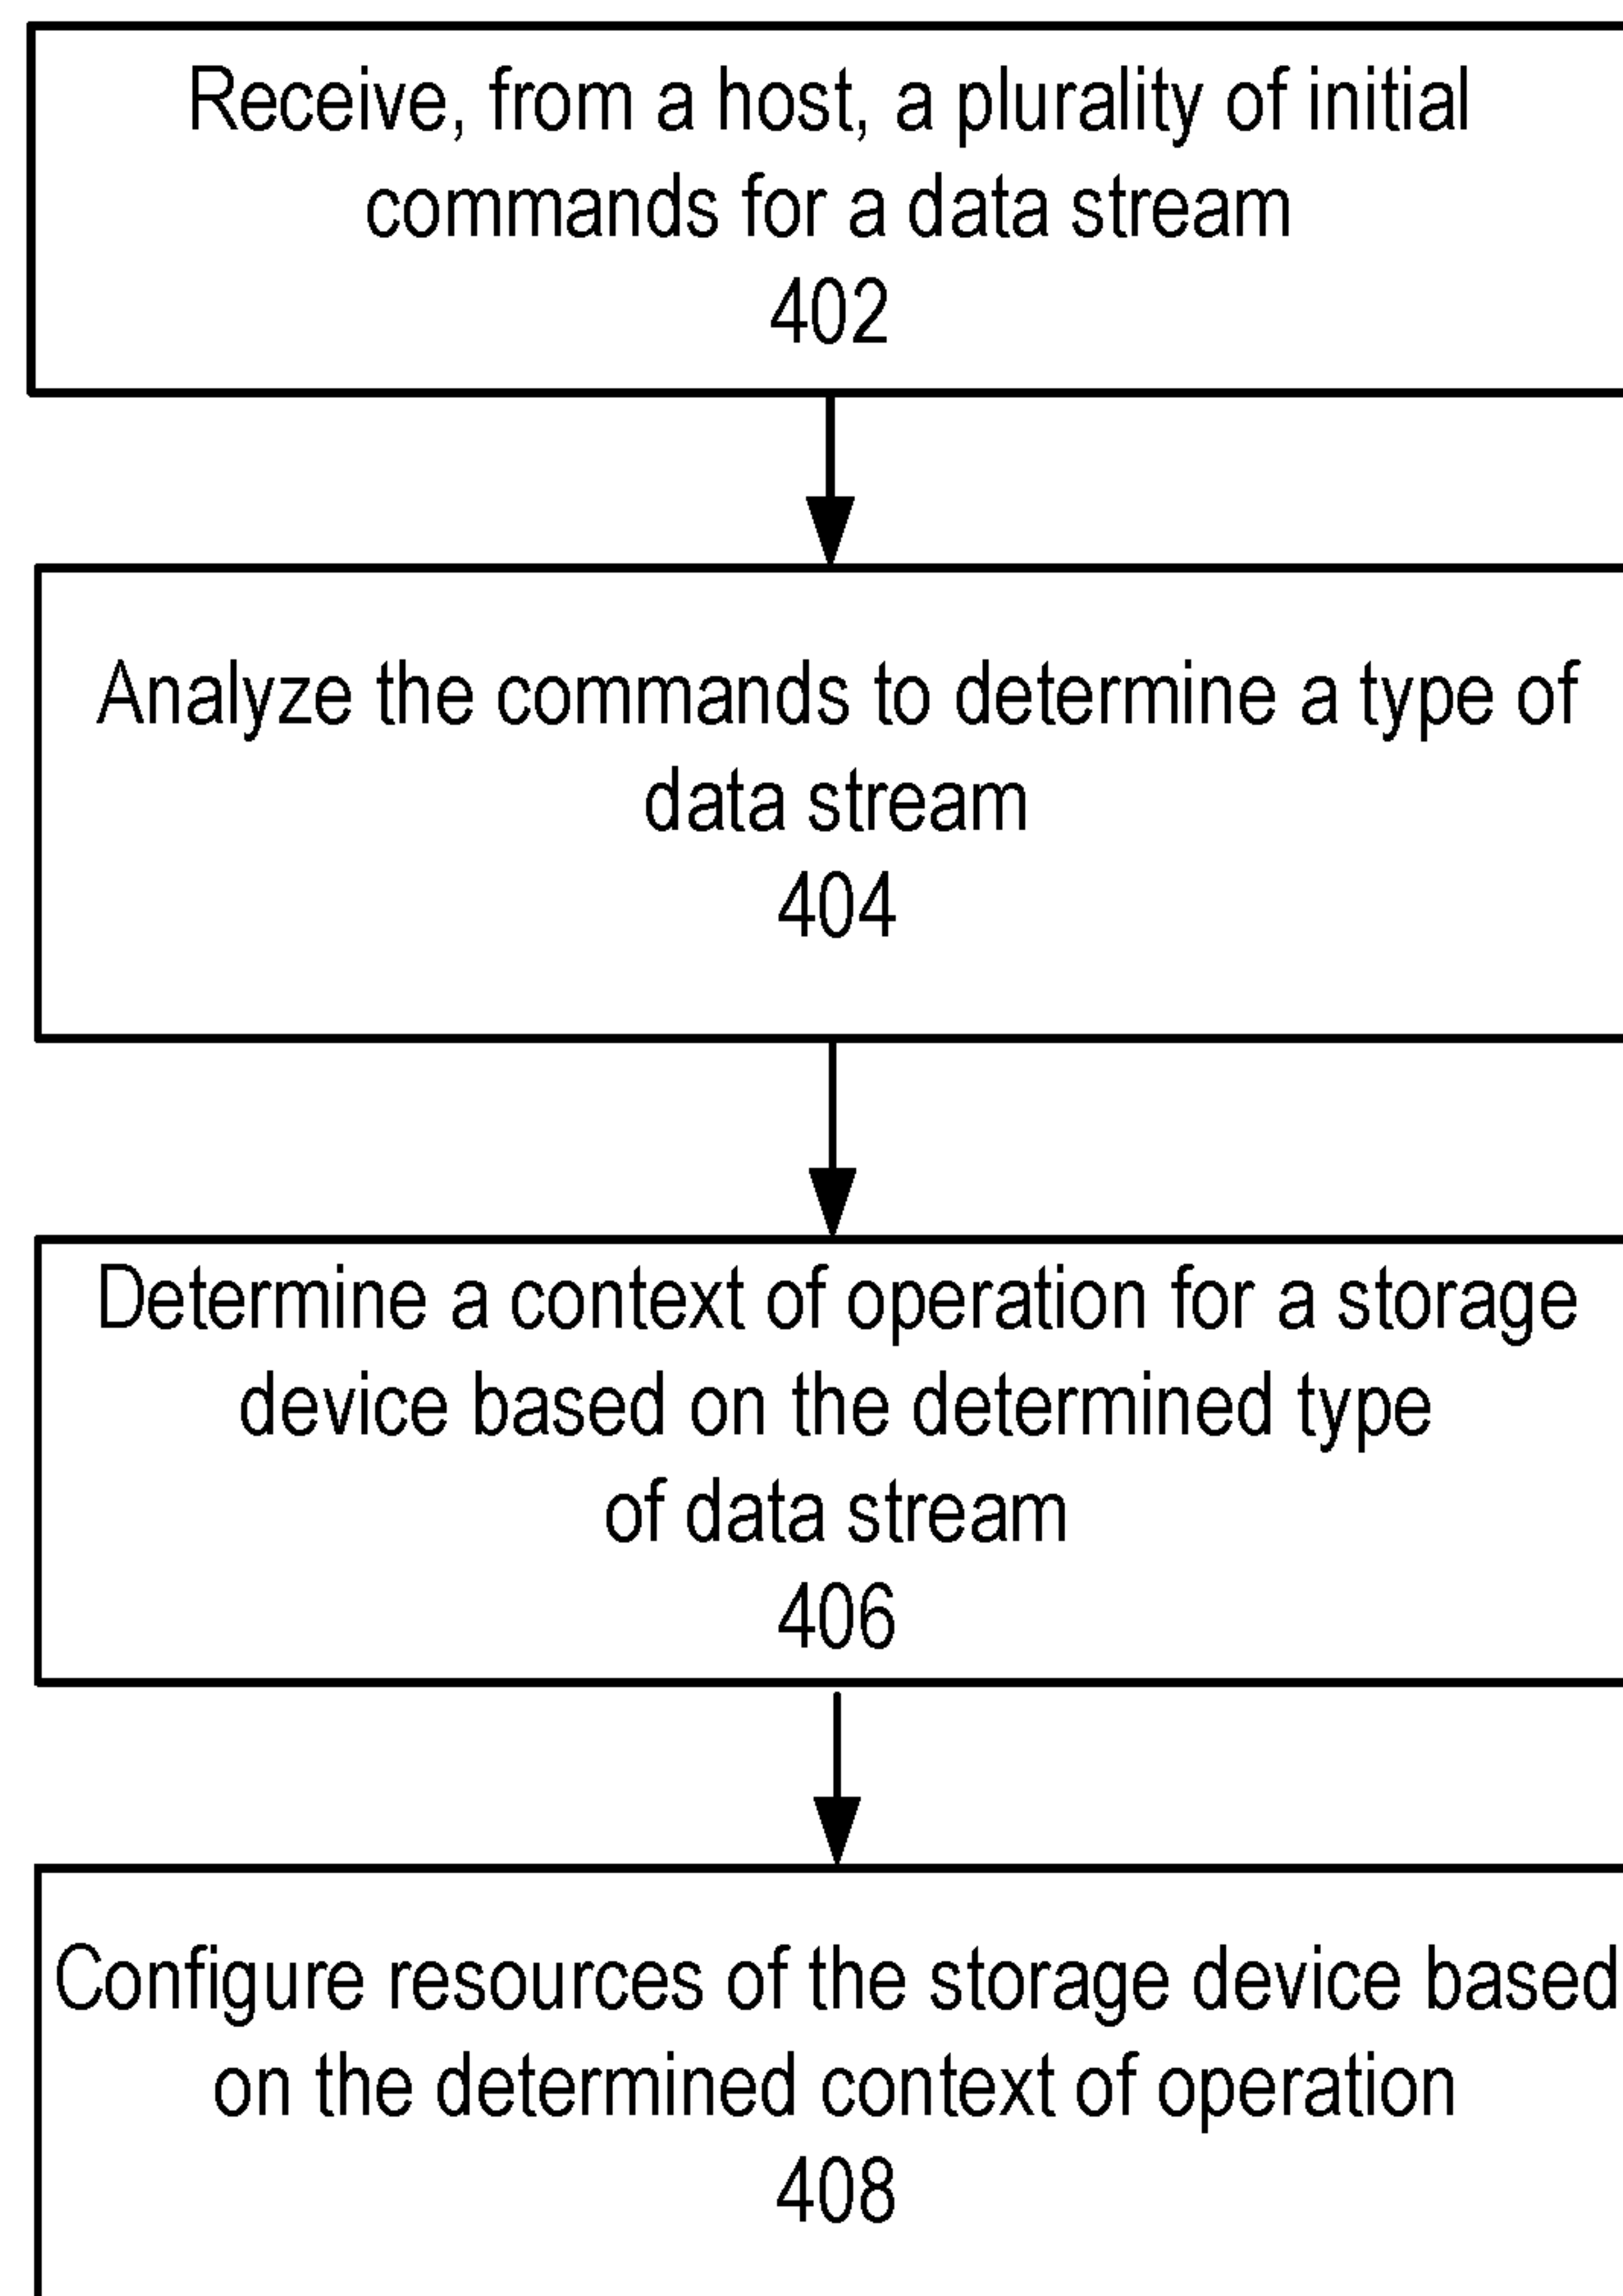 Receive, from a host, a plurality of initial
commands for a data stream
402
Analyze the commands to determine a type of
data stream
404
Determine a context of operation for a storage
device based on the determined type
of data stream
406
Configure resources of the storage device based
on the determined context of operation
408